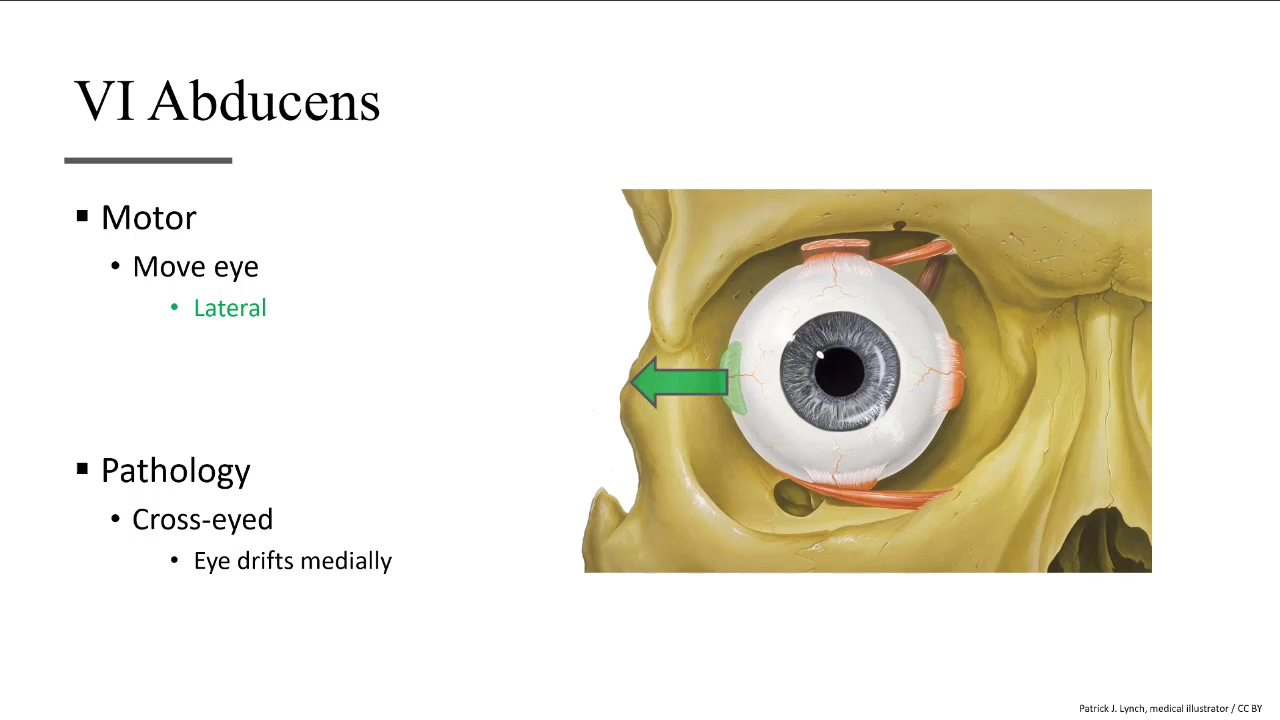 VI Abducens
▪ Motor
• Move eye
• Lateral
▪ Pathology
• Cross-eyed
• Eye drifts medially
Patrick J. Lynch, medical illustrator / CC BY